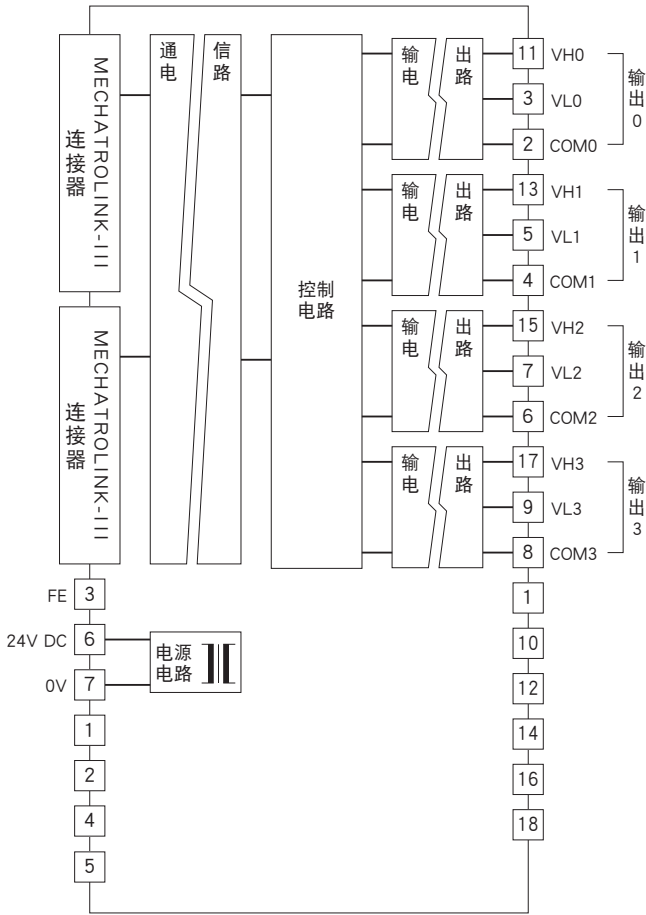 MECHATROLINK-III
连接器
MECHATROLINK-III
连接器
通信
电路
控制
电路
输出
电路
11 VH0
3 VL0
2 COM0
输出0
输出
电路
13 VH1
5 VL1
4 COM1
输出1
输出
电路
15 VH2
7 VL2
6 COM2
输出2
输出
电路
17 VH3
9 VL3
8 COM3
输出3
FE 3
24V DC 6
0V 7
电源
电路
1
2
4
5
1
10
12
14
16
18